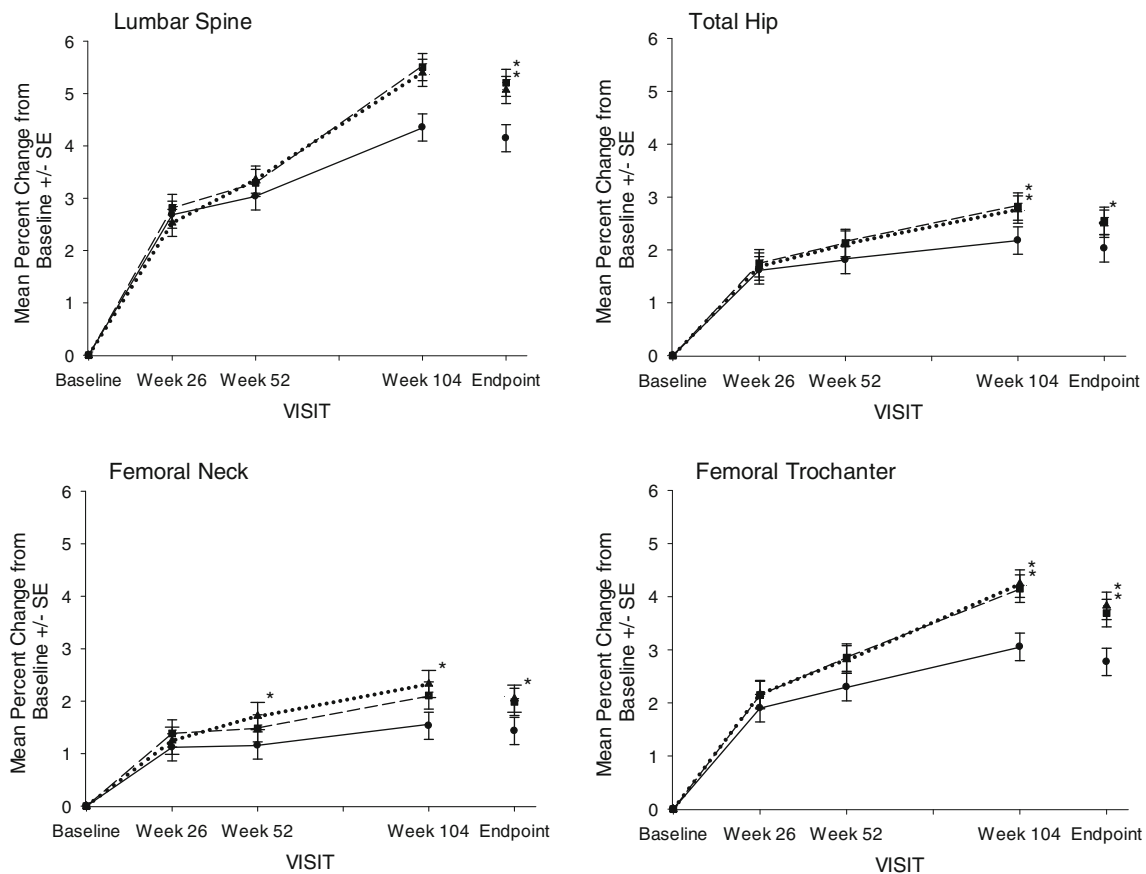 Lumbar Spine
Mean Percent Change from
Baseline +/- SE
6
5
4
3
2
1
0
* 
*
Baseline Week 26 Week 52 Week 104 Endpoint
VISIT
Total Hip
Mean Percent Change from
Baseline +/- SE
6
5
4
3
2
1
0
*
*
*
Baseline Week 26 Week 52 Week 104 Endpoint
VISIT
Femoral Neck
Mean Percent Change from
Baseline +/- SE
6
5
4
3
2
1
0
*
*
*
Baseline Week 26 Week 52 Week 104 Endpoint
VISIT
Femoral Trochanter
Mean Percent Change from
Baseline +/- SE
6
5
4
3
2
1
0
*
*
*
*
Baseline Week 26 Week 52 Week 104 Endpoint
VISIT